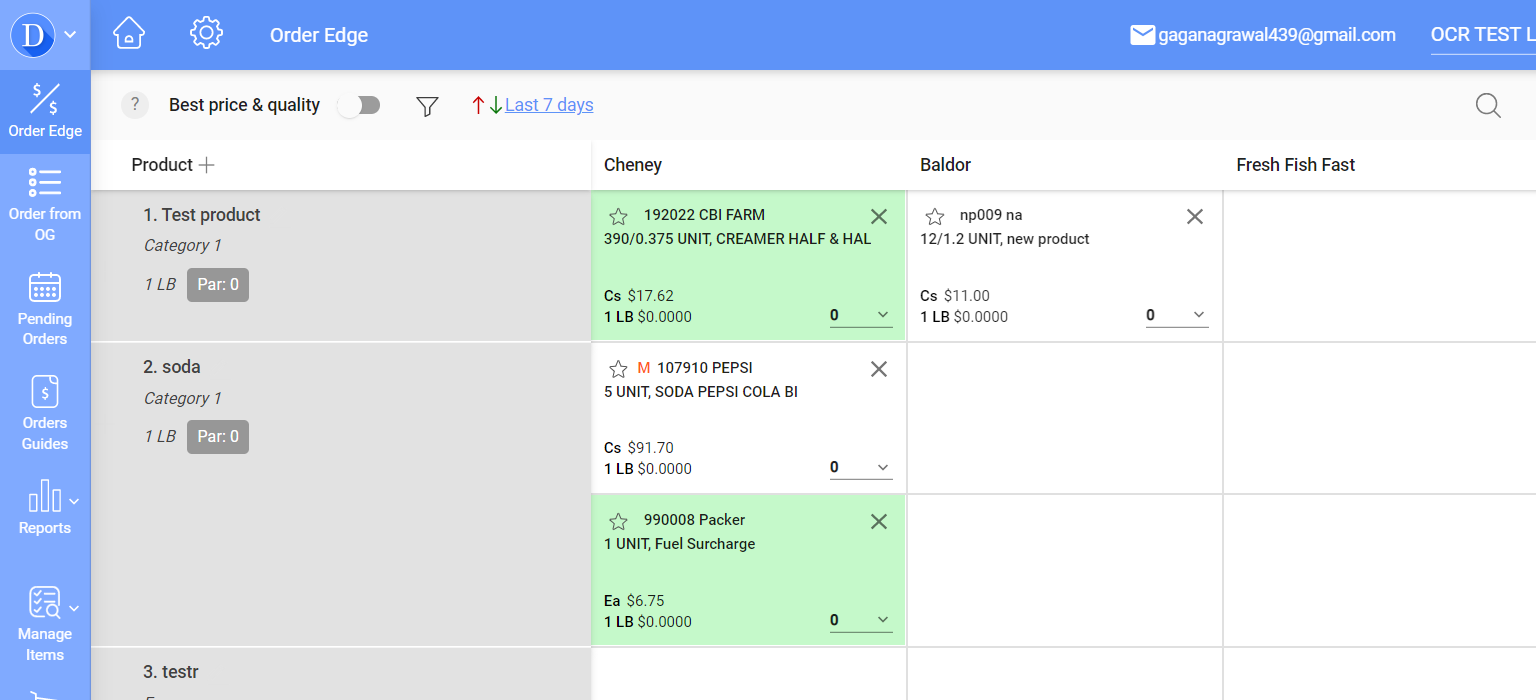 D
Order Edge
gaganagrawal439@gmail.com
OCR TEST L
Order Edge
Order from
OG
Pending
Orders
$
Orders
Guides
Reports
Manage
Items
?
Best price & quality
Last 7 days
Product
Cheney
Baldor
Fresh Fish Fast
1. Test product
Category 1
1 LB
Par: 0
192022 CBI FARM
390/0.375 UNIT, CREAMER HALF & HAL
Cs $17.62
1 LB $0.0000
0
np009 na
12/1.2 UNIT, new product
Cs $11.00
1 LB $0.0000
0
2. soda
Category 1
1 LB
Par: 0
M 107910 PEPSI
5 UNIT, SODA PEPSI COLA BI
Cs $91.70
1 LB $0.0000
0
990008 Packer
1 UNIT, Fuel Surcharge
Ea $6.75
1 LB $0.0000
0
3. testr